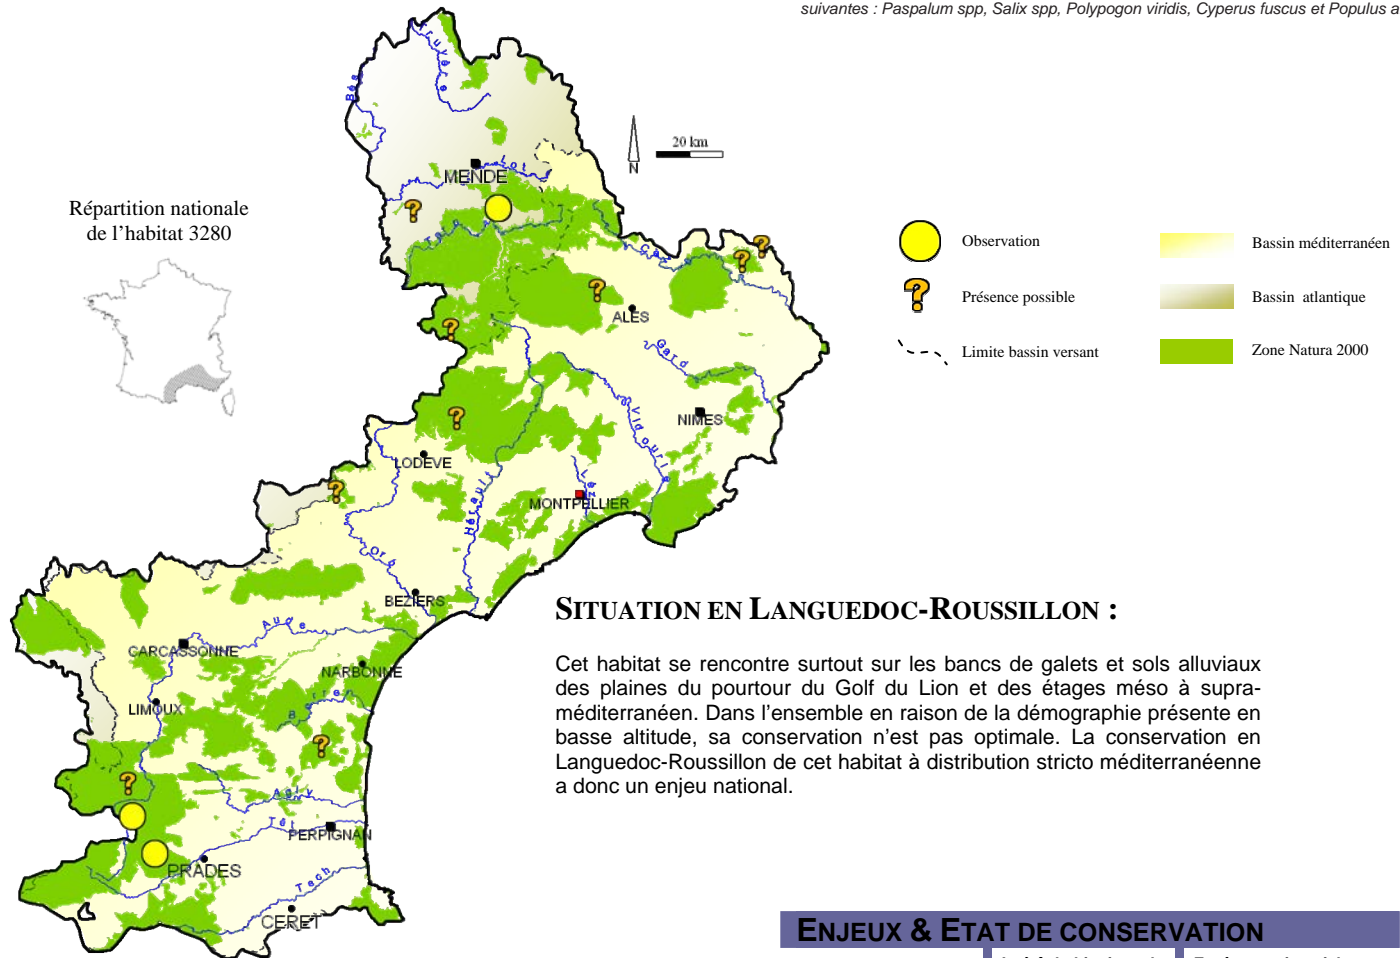 suivantes : Paspalum spp, Salix spp, Polypogon viridis, Cyperus fuscus et Populus a
Truyère
Bès
20 km
N
MENDE
Lot
Répartition nationale
de l'habitat 3280
Tarn
Observation
Bassin méditerranéen
Présence possible
Bassin atlantique
Limite bassin versant
Zone Natura 2000
ALES
Gard
Vidourle
NIMES
LODEVE
Hérault
Lez
MONTPELLIER
Orb
BEZIERS
SITUATION EN LANGUEDOC-ROUSSILLON :
Aude
CARCASSONNE
NARBONNE
LIMOUX
Cet habitat se rencontre surtout sur les bancs de galets et sols alluviaux
des plaines du pourtour du Golf du Lion et des étages méso à supra-
méditerranéen. Dans l'ensemble en raison de la démographie présente en
basse altitude, sa conservation n'est pas optimale. La conservation en
Languedoc-Roussillon de cet habitat à distribution stricto méditerranéenne
a donc un enjeu national.
Agly
Têt
PERPIGNAN
PRADES
Tech
CERET
ENJEUX & ETAT DE CONSERVATION